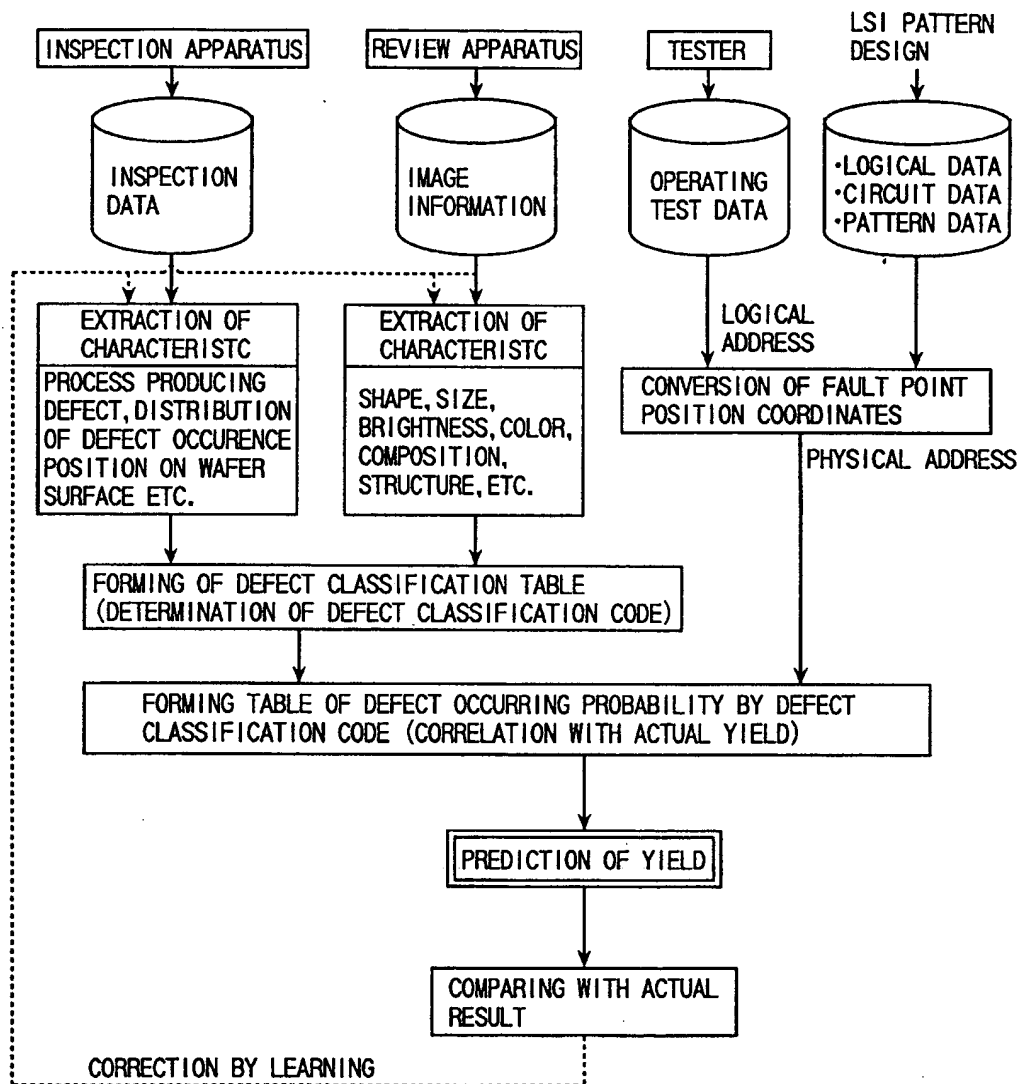 INSPECTION APPARATUS
REVIEW APPARATUS
TESTER
LSI PATTERN
DESIGN
INSPECTION
DATA
IMAGE
INFORMATION
OPERATING
TEST DATA
•LOGICAL DATA
•CIRCUIT DATA
•PATTERN DATA
EXTRACTION OF
CHARACTERISTC
PROCESS PRODUCING
DEFECT, DISTRIBUTION
OF DEFECT OCCURENCE
POSITION ON WAFER
SURFACE ETC.
EXTRACTION OF
CHARACTERISTC
SHAPE, SIZE,
BRIGHTNESS, COLOR,
COMPOSITION,
STRUCTURE, ETC.
LOGICAL
ADDRESS
CONVERSION OF FAULT POINT
POSITION COORDINATES
PHYSICAL ADDRESS
FORMING OF DEFECT CLASSIFICATION TABLE
(DETERMINATION OF DEFECT CLASSIFICATION CODE)
FORMING TABLE OF DEFECT OCCURRING PROBABILITY BY DEFECT
CLASSIFICATION CODE (CORRELATION WITH ACTUAL YIELD)
PREDICTION OF YIELD
COMPARING WITH ACTUAL
RESULT
CORRECTION BY LEARNING